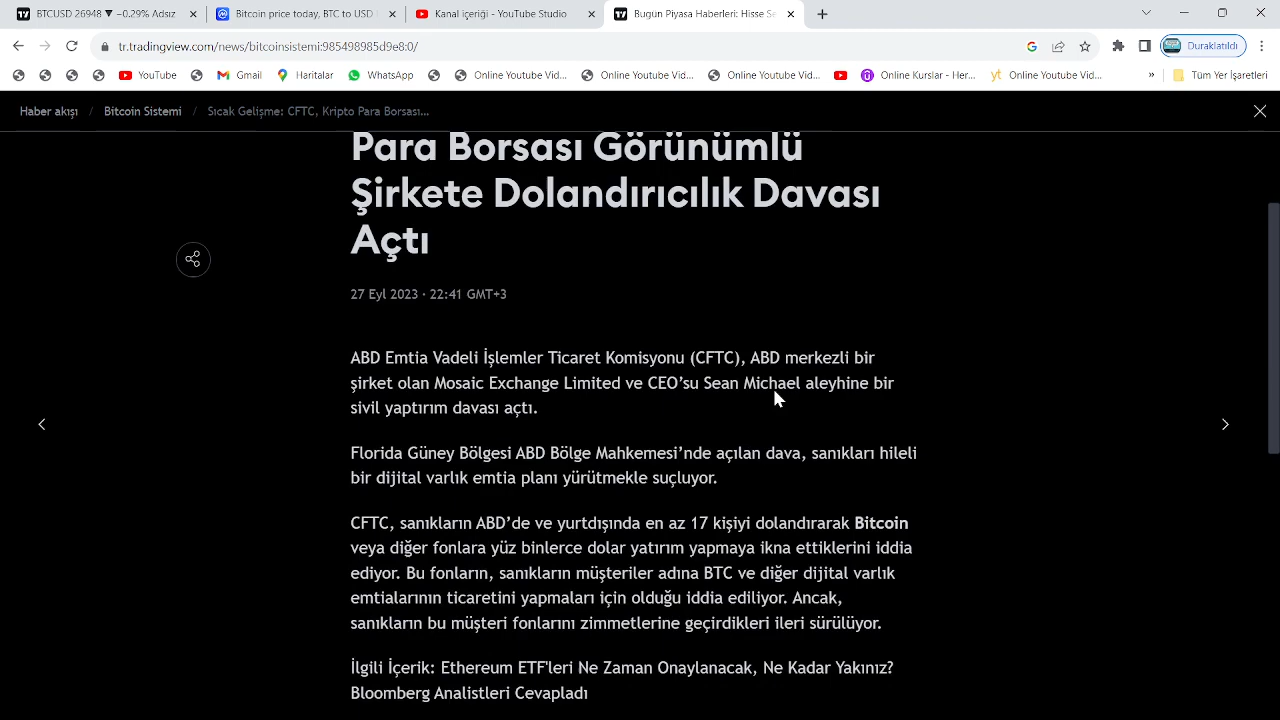 BTCUSD 26948 ▼ −0.29% Adsız
Bitcoin price today, BTC to USD
Kanal içeriği - YouTube Studio
Bugün Piyasa Haberleri: Hisse Se
tr.tradingview.com/news/bitcoinsistemi:985498985d9e8:0/
Duraklatıldı
YouTube
Gmail
Haritalar
WhatsApp
Online Youtube Vid...
Online Youtube Vid...
Online Youtube Vid...
Online Kurslar - Her...
Online Youtube Vid...
»
Tüm Yer İşaretleri
Haber akışı / Bitcoin Sistemi / Sıcak Gelişme: CFTC, Kripto Para Borsası...
Para Borsası Görünümlü
Şirkete Dolandırıcılık Davası
Açtı
27 Eyl 2023 · 22:41 GMT+3
ABD Emtia Vadeli İşlemler Ticaret Komisyonu (CFTC), ABD merkezli bir
şirket olan Mosaic Exchange Limited ve CEO’su Sean Michael aleyhine bir
sivil yaptırım davası açtı.
Florida Güney Bölgesi ABD Bölge Mahkemesi’nde açılan dava, sanıkları hileli
bir dijital varlık emtia planı yürütmekle suçluyor.
CFTC, sanıkların ABD’de ve yurtdışında en az 17 kişiyi dolandırarak Bitcoin
veya diğer fonlara yüz binlerce dolar yatırım yapmaya ikna ettiklerini iddia
ediyor. Bu fonların, sanıkların müşteriler adına BTC ve diğer dijital varlık
emtialarının ticaretini yapmaları için olduğu iddia ediliyor. Ancak,
sanıkların bu müşteri fonlarını zimmetlerine geçirdikleri ileri sürülüyor.
İlgili İçerik: Ethereum ETF'leri Ne Zaman Onaylanacak, Ne Kadar Yakınız?
Bloomberg Analistleri Cevapladı